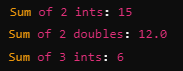 Sum of 2 ints: 15
Sum of 2 doubles: 12.0
Sum of 3 ints: 6